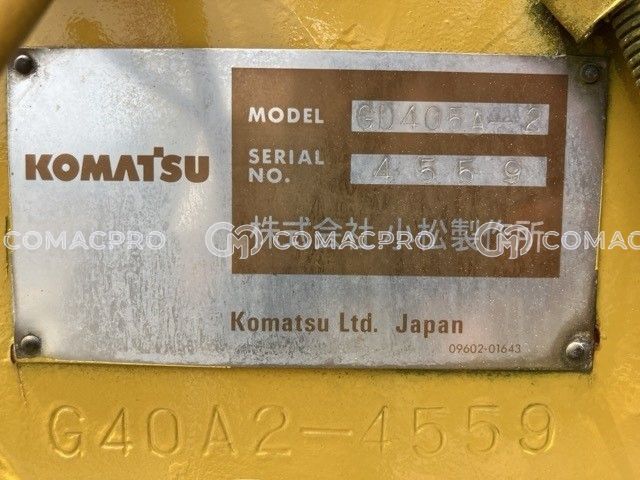 MODEL GD405A-2
KOMATSU
SERIAL NO. 4559
COMACPRO COMACPRO COMAC
株式会社 小松製作所
Komatsu Ltd. Japan
09602-01643
G40A2-4559